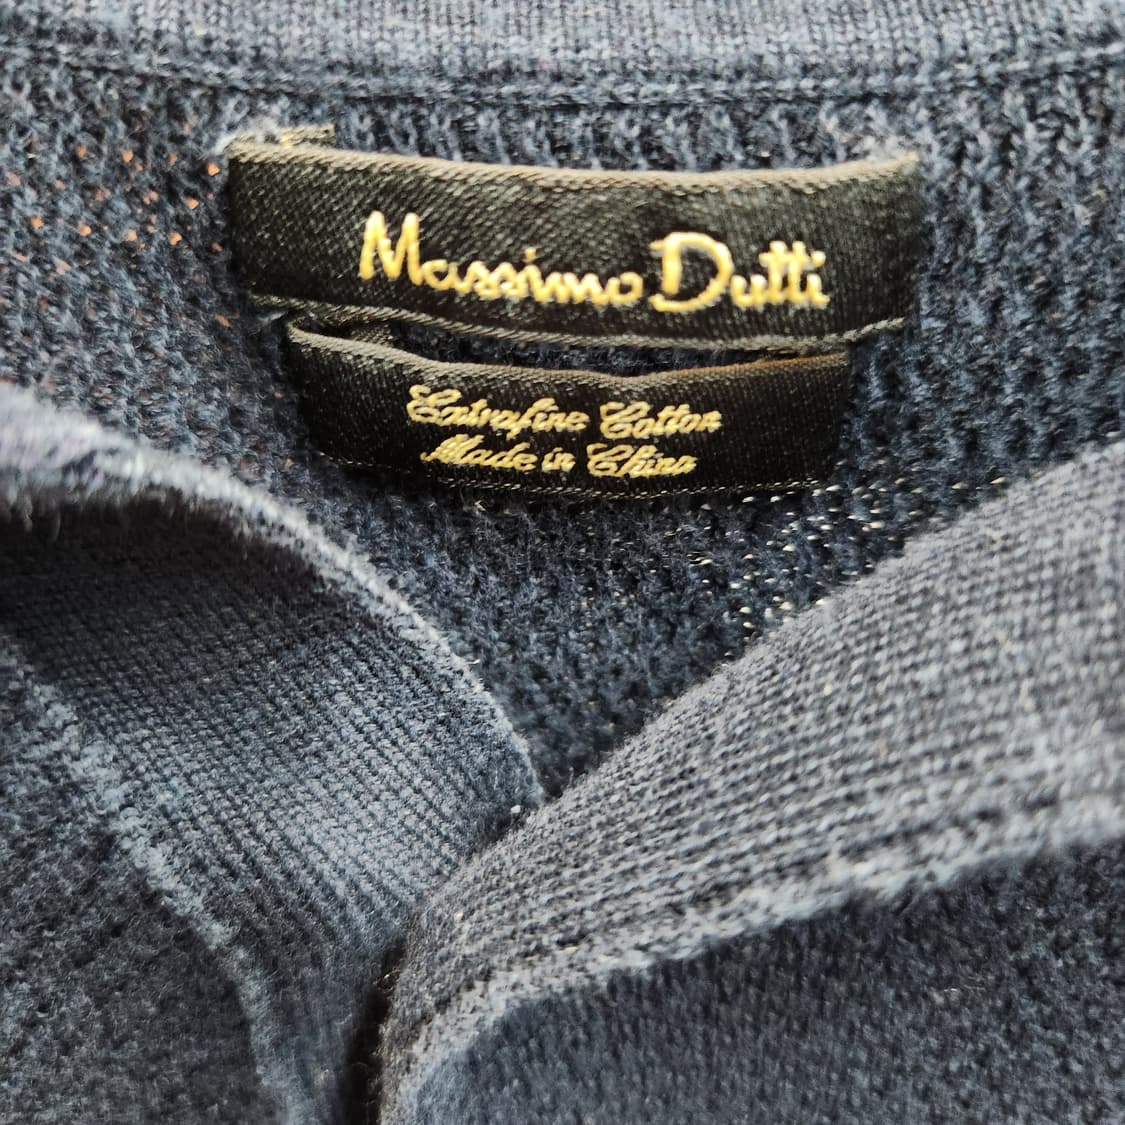 Massimo Dutti
Extrafine Cotton
Made in China